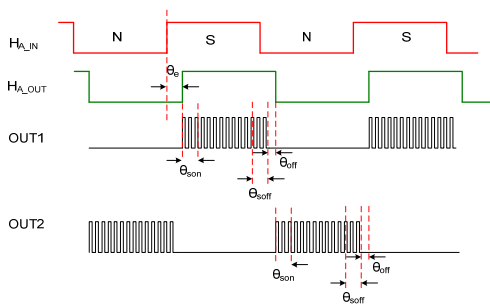 H_A_IN N S N S
θe
H_A_OUT
OUT1
θson θsoff θoff
OUT2
θson θsoff θoff